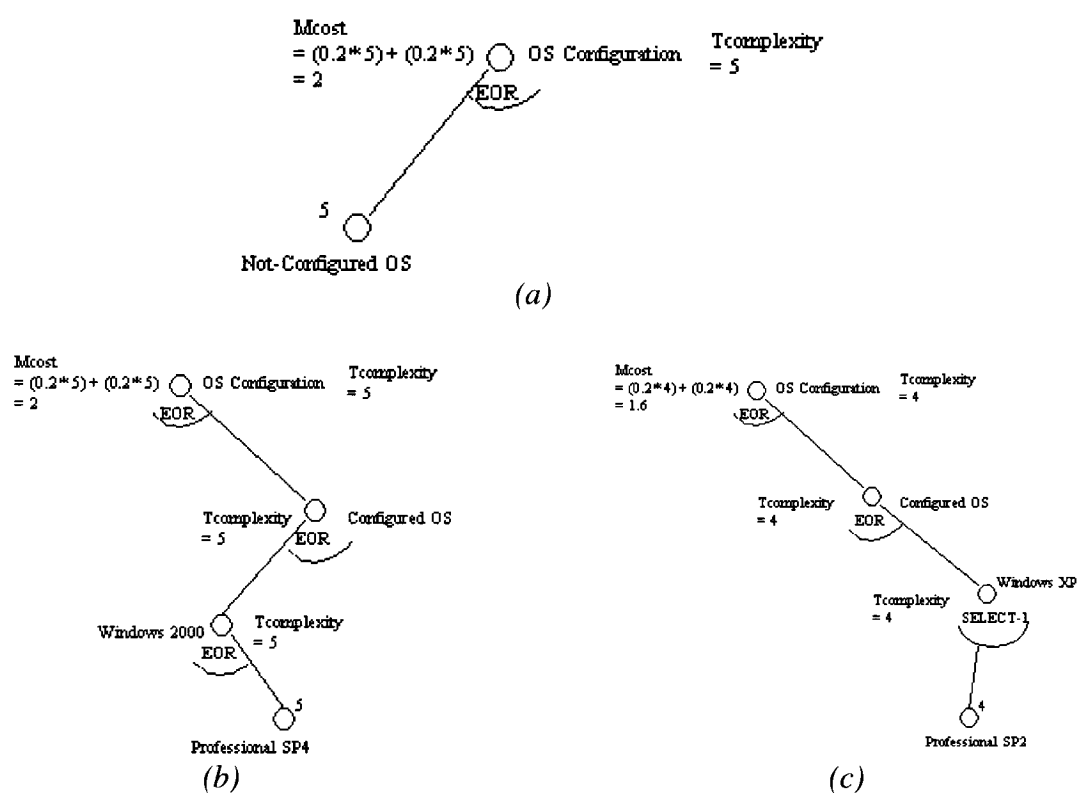 Mcost
= (0.2*5) + (0.2*5)
= 2
OS Configuration
Tcomplexity
= 5
EOR
5
Not-Configured OS
(a)
Mcost
= (0.2*5) + (0.2*5)
= 2
OS Configuration
Tcomplexity
= 5
EOR
Tcomplexity
= 5
Configured OS
EOR
Windows 2000
Tcomplexity
= 5
EOR
5
Professional SP4
(b)
Mcost
= (0.2*4) + (0.2*4)
= 1.6
OS Configuration
Tcomplexity
= 4
EOR
Tcomplexity
= 4
Configured OS
EOR
Windows XP
Tcomplexity
= 4
SELECT-1
4
Professional SP2
(c)